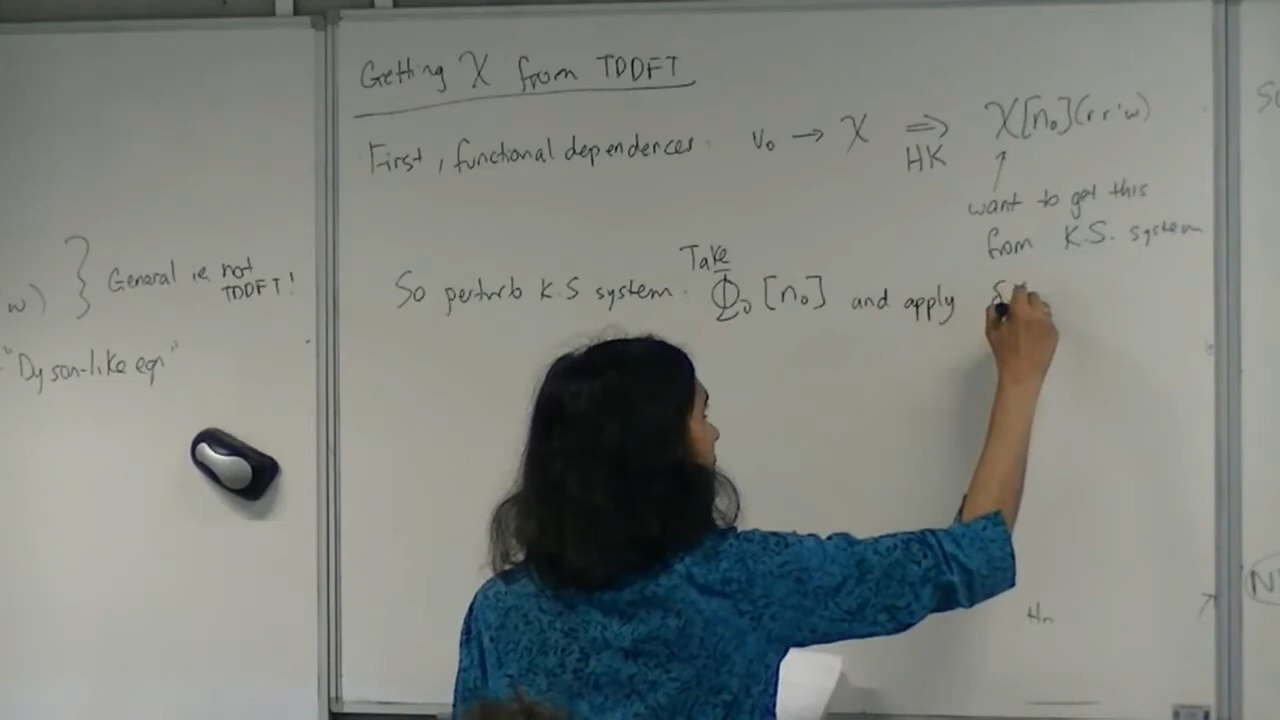 Getting χ from TDDFT
First, functional dependences. v₀ → χ ⇒ χ[n₀](r r' w)
HK
want to get this
from K.S. system
So perturb K.S system. Take Φ₀ [n₀] and apply δ
w) } General ie. not
TDDFT!
"Dyson-like eqn"